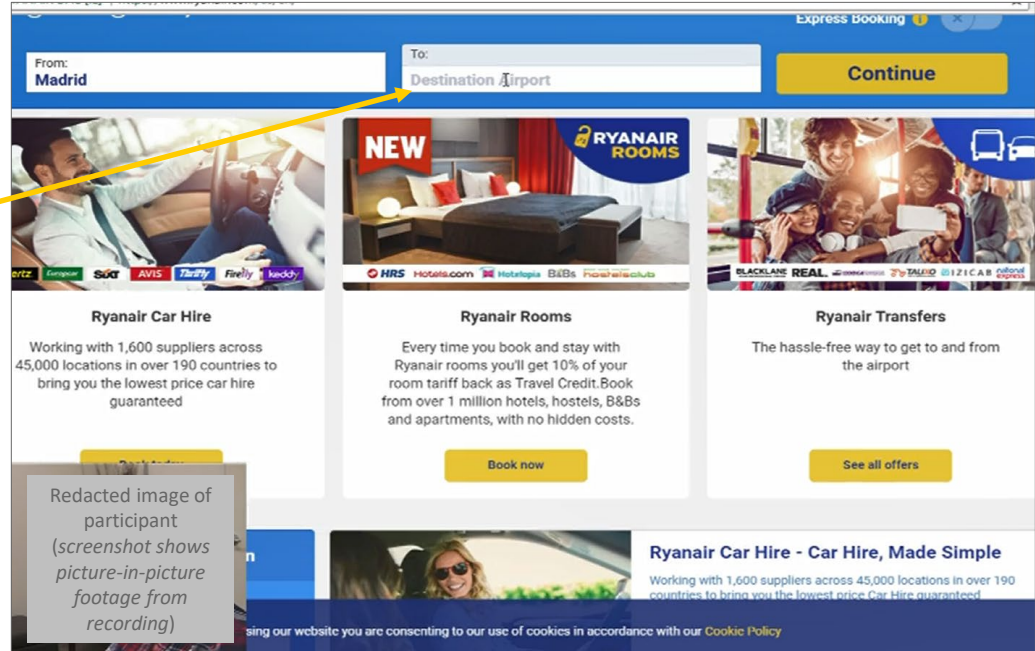 Express Booking
From:
Madrid
To:
Destination Airport
Continue
NEW
RYANAIR
ROOMS
Europcar SIXT AVIS Thrifty Firefly keddy
HRS Hotels.com Hotelopia B&Bs hostelsclub
BLACKLANE REAL. TALIXO IZICAB national express
Ryanair Car Hire
Working with 1,600 suppliers across
45,000 locations in over 190 countries to
bring you the lowest price car hire
guaranteed
Ryanair Rooms
Every time you book and stay with
Ryanair rooms you'll get 10% of your
room tariff back as Travel Credit.Book
from over 1 million hotels, hostels, B&Bs
and apartments, with no hidden costs.
Book now
Ryanair Transfers
The hassle-free way to get to and from
the airport
See all offers
Redacted image of
participant
(screenshot shows
picture-in-picture
footage from
recording)
Ryanair Car Hire - Car Hire, Made Simple
Working with 1,600 suppliers across 45,000 locations in over 190
countries to bring you the lowest price Car Hire guaranteed
sing our website you are consenting to our use of cookies in accordance with our Cookie Policy